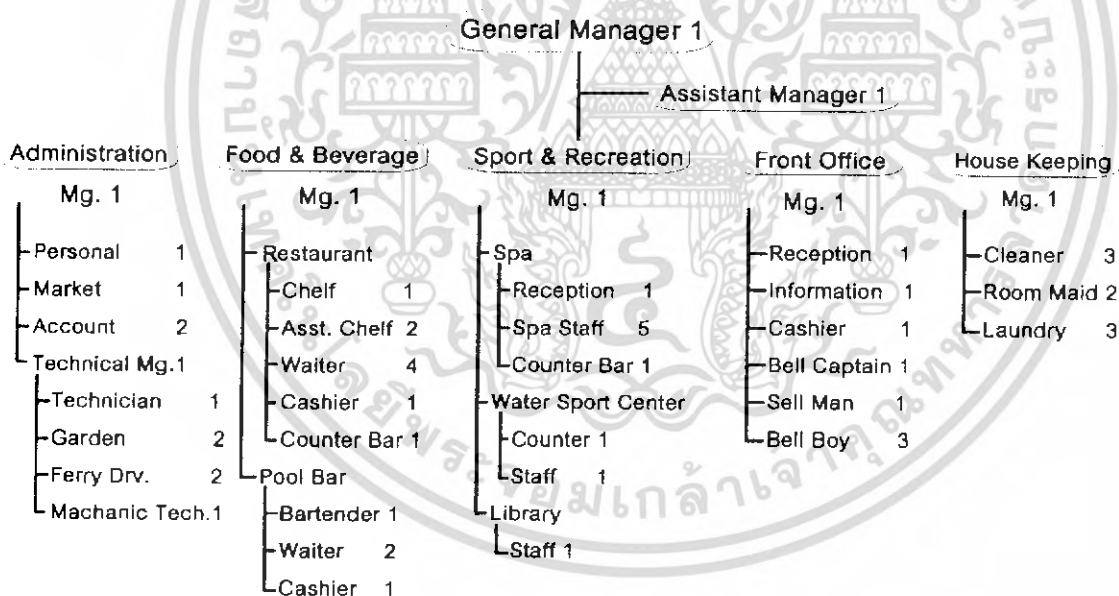 General Manager 1
Assistant Manager 1
Administration
Mg. 1
Personal 1
Market 1
Account 2
Technical Mg.1
Technician 1
Garden 2
Ferry Drv. 2
Machanic Tech.1
Food & Beverage
Mg. 1
Restaurant
Chelf 1
Asst. Chelf 2
Waiter 4
Cashier 1
Counter Bar 1
Pool Bar
Bartender 1
Waiter 2
Cashier 1
Sport & Recreation
Mg. 1
Spa
Reception 1
Spa Staff 5
Counter Bar 1
Water Sport Center
Counter 1
Staff 1
Library
Staff 1
Front Office
Mg. 1
Reception 1
Information 1
Cashier 1
Bell Captain 1
Sell Man 1
Bell Boy 3
House Keeping
Mg. 1
Cleaner 3
Room Maid 2
Laundry 3